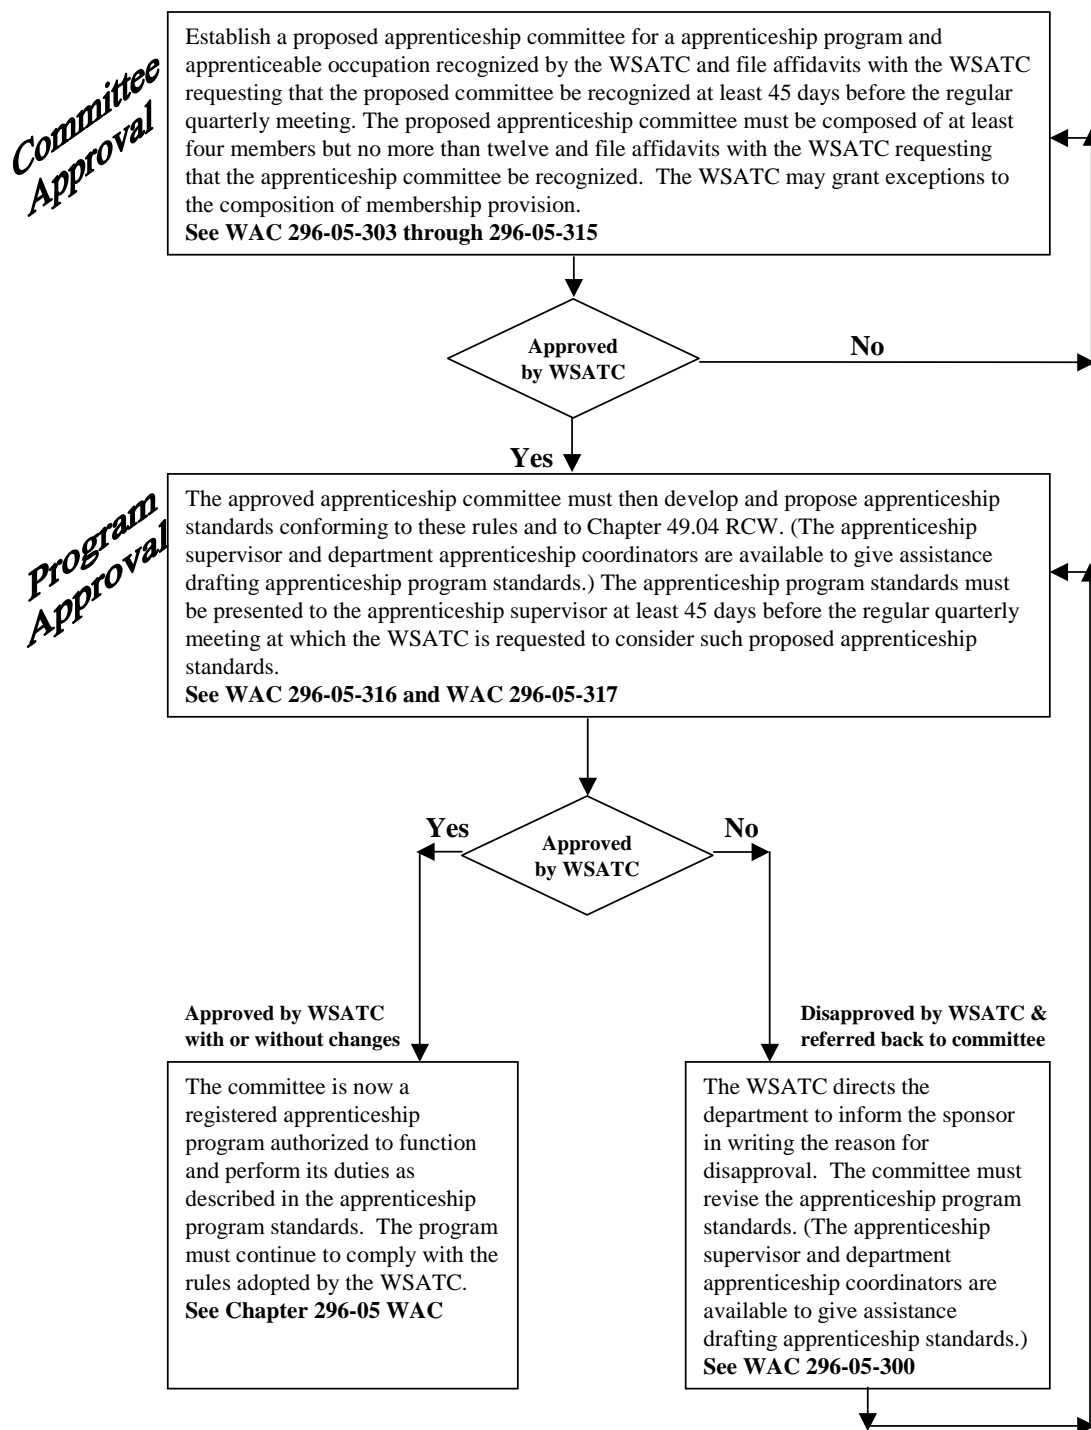 Committee
Approval
Establish a proposed apprenticeship committee for a apprenticeship program and
apprenticeable occupation recognized by the WSATC and file affidavits with the WSATC
requesting that the proposed committee be recognized at least 45 days before the regular
quarterly meeting. The proposed apprenticeship committee must be composed of at least
four members but no more than twelve and file affidavits with the WSATC requesting
that the apprenticeship committee be recognized.  The WSATC may grant exceptions to
the composition of membership provision.
See WAC 296-05-303 through 296-05-315
Approved
by WSATC
No
Yes
Program
Approval
The approved apprenticeship committee must then develop and propose apprenticeship
standards conforming to these rules and to Chapter 49.04 RCW. (The apprenticeship
supervisor and department apprenticeship coordinators are available to give assistance
drafting apprenticeship program standards.) The apprenticeship program standards must
be presented to the apprenticeship supervisor at least 45 days before the regular quarterly
meeting at which the WSATC is requested to consider such proposed apprenticeship
standards.
See WAC 296-05-316 and WAC 296-05-317
Yes
Approved
by WSATC
No
Approved by WSATC
with or without changes
The committee is now a
registered apprenticeship
program authorized to function
and perform its duties as
described in the apprenticeship
program standards.  The program
must continue to comply with the
rules adopted by the WSATC.
See Chapter 296-05 WAC
Disapproved by WSATC &
referred back to committee
The WSATC directs the
department to inform the sponsor
in writing the reason for
disapproval.  The committee must
revise the apprenticeship program
standards. (The apprenticeship
supervisor and department
apprenticeship coordinators are
available to give assistance
drafting apprenticeship standards.)
See WAC 296-05-300